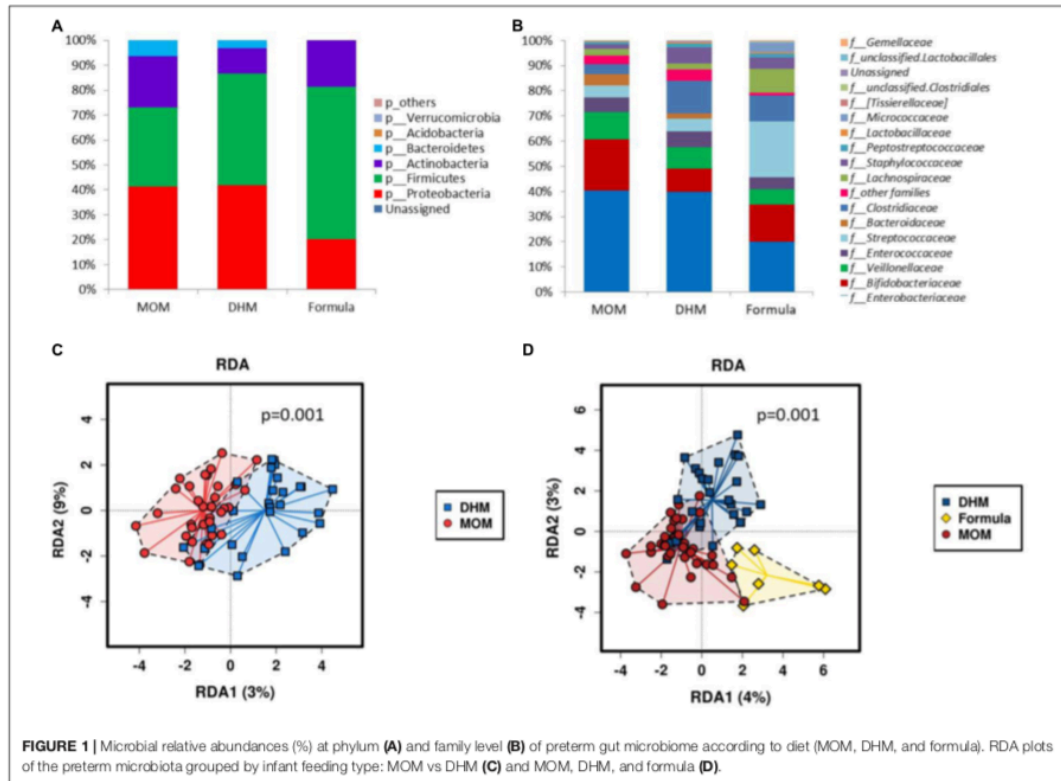 A
100%
90%
80%
70%
60%
50%
40%
30%
20%
10%
0%
MOM DHM Formula
p_others
p__Verrucomicrobia
p__Acidobacteria
p__Bacteroidetes
p__Actinobacteria
p__Firmicutes
p__Proteobacteria
Unassigned
B
100%
90%
80%
70%
60%
50%
40%
30%
20%
10%
0%
MOM DHM Formula
f__Gemellaceae
f_unclassified.Lactobacillales
Unassigned
f__unclassified.Clostridiales
f__[Tissierellaceae]
f__Micrococcaceae
f__Lactobacillaceae
f__Peptostreptococcaceae
f__Staphylococcaceae
f__Lachnospiraceae
f_other families
f__Clostridiaceae
f__Bacteroidaceae
f__Streptococcaceae
f__Enterococcaceae
f__Veillonellaceae
f__Bifidobacteriaceae
f__Enterobacteriaceae
C
RDA
p=0.001
RDA2 (9%)
4
2
0
-2
-4
-4 -2 0 2 4
RDA1 (3%)
DHM
MOM
D
RDA
p=0.001
RDA2 (3%)
6
4
2
0
-2
-4
-4 -2 0 2 4 6
RDA1 (4%)
DHM
Formula
MOM
FIGURE 1 | Microbial relative abundances (%) at phylum (A) and family level (B) of preterm gut microbiome according to diet (MOM, DHM, and formula). RDA plots
of the preterm microbiota grouped by infant feeding type: MOM vs DHM (C) and MOM, DHM, and formula (D).